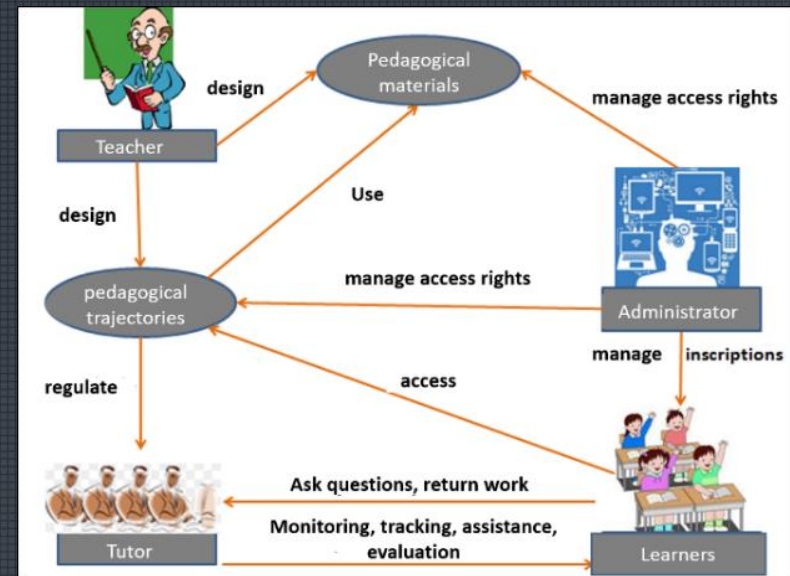 Pedagogical
materials
design
manage access rights
Teacher
Use
design
manage access rights
pedagogical
trajectories
Administrator
manage inscriptions
access
regulate
Ask questions, return work
Monitoring, tracking, assistance,
evaluation
Tutor
Learners